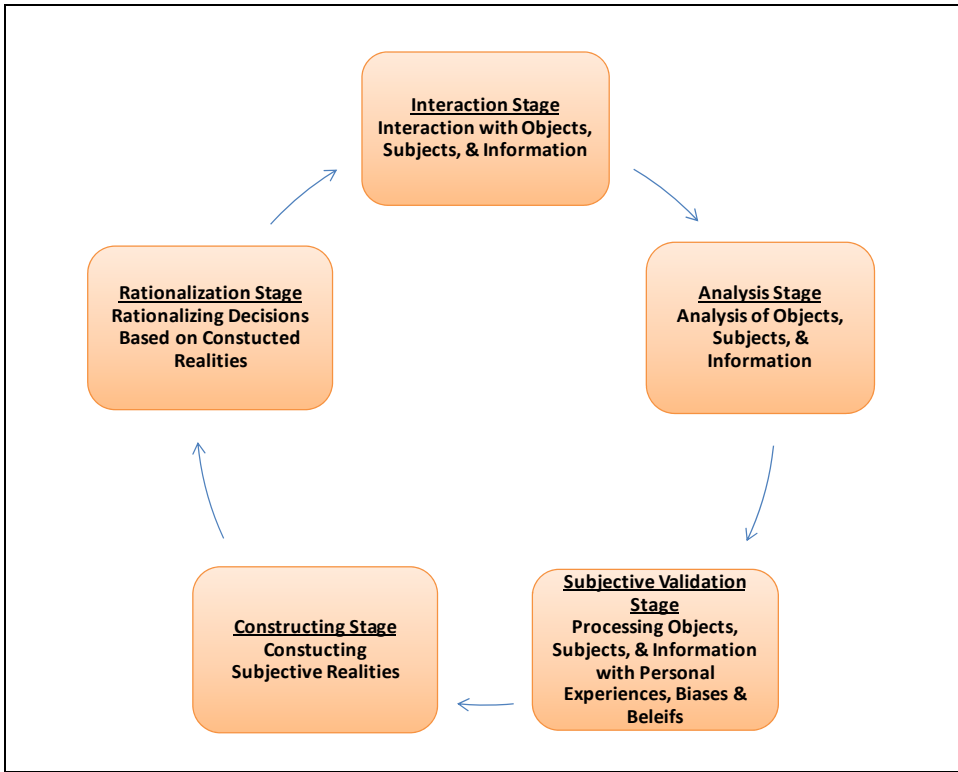 Interaction Stage
Interaction with Objects,
Subjects, & Information
Analysis Stage
Analysis of Objects,
Subjects, &
Information
Subjective Validation
Stage
Processing Objects,
Subjects, & Information
with Personal
Experiences, Biases &
Beleifs
Constructing Stage
Constucting
Subjective Realities
Rationalization Stage
Rationalizing Decisions
Based on Constucted
Realities